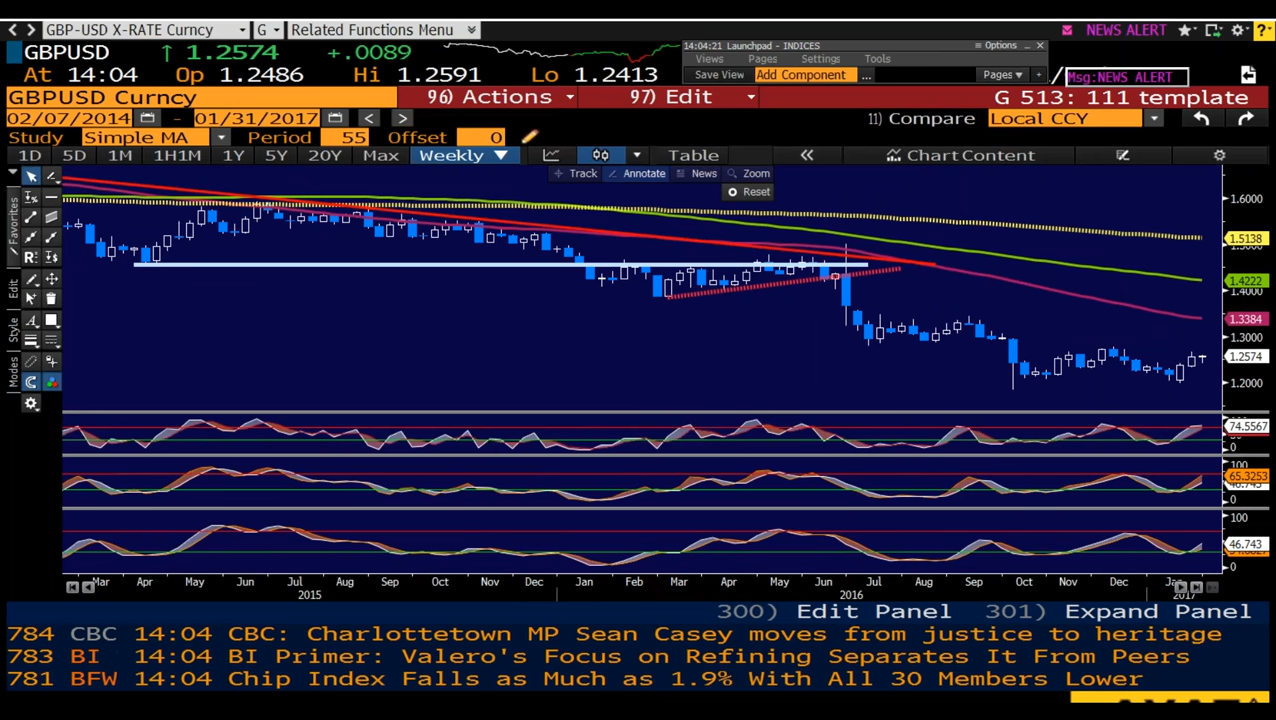 GBP-USD X-RATE Curncy G Related Functions Menu NEWS ALERT
GBPUSD 1.2574 +.0089
14:04:21 Launchpad - INDICES Options
Views Pages Settings Tools
Save View Add Component ... Pages +
At 14:04 Op 1.2486 Hi 1.2591 Lo 1.2413
/ Msg:NEWS ALERT
GBPUSD Curncy 96) Actions 97) Edit G 513: 111 template
02/07/2014 - 01/31/2017 11) Compare Local CCY
Study Simple MA Period 55 Offset 0
1D 5D 1M 1H1M 1Y 5Y 20Y Max Weekly Table Chart Content
Track Annotate News Zoom
Reset
Favorites
Edit
Style
Modes
1.6000
1.5138
1.4222
1.4000
1.3384
1.3000
1.2574
1.2000
74.5567
0
100
65.3253
0
100
46.743
0
Mar Apr May Jun Jul Aug Sep Oct Nov Dec Jan Feb Mar Apr May Jun Jul Aug Sep Oct Nov Dec
2015 2016 2017
300) Edit Panel 301) Expand Panel
784 CBC 14:04 CBC: Charlottetown MP Sean Casey moves from justice to heritage
783 BI 14:04 BI Primer: Valero's Focus on Refining Separates It From Peers
781 BFW 14:04 Chip Index Falls as Much as 1.9% With All 30 Members Lower